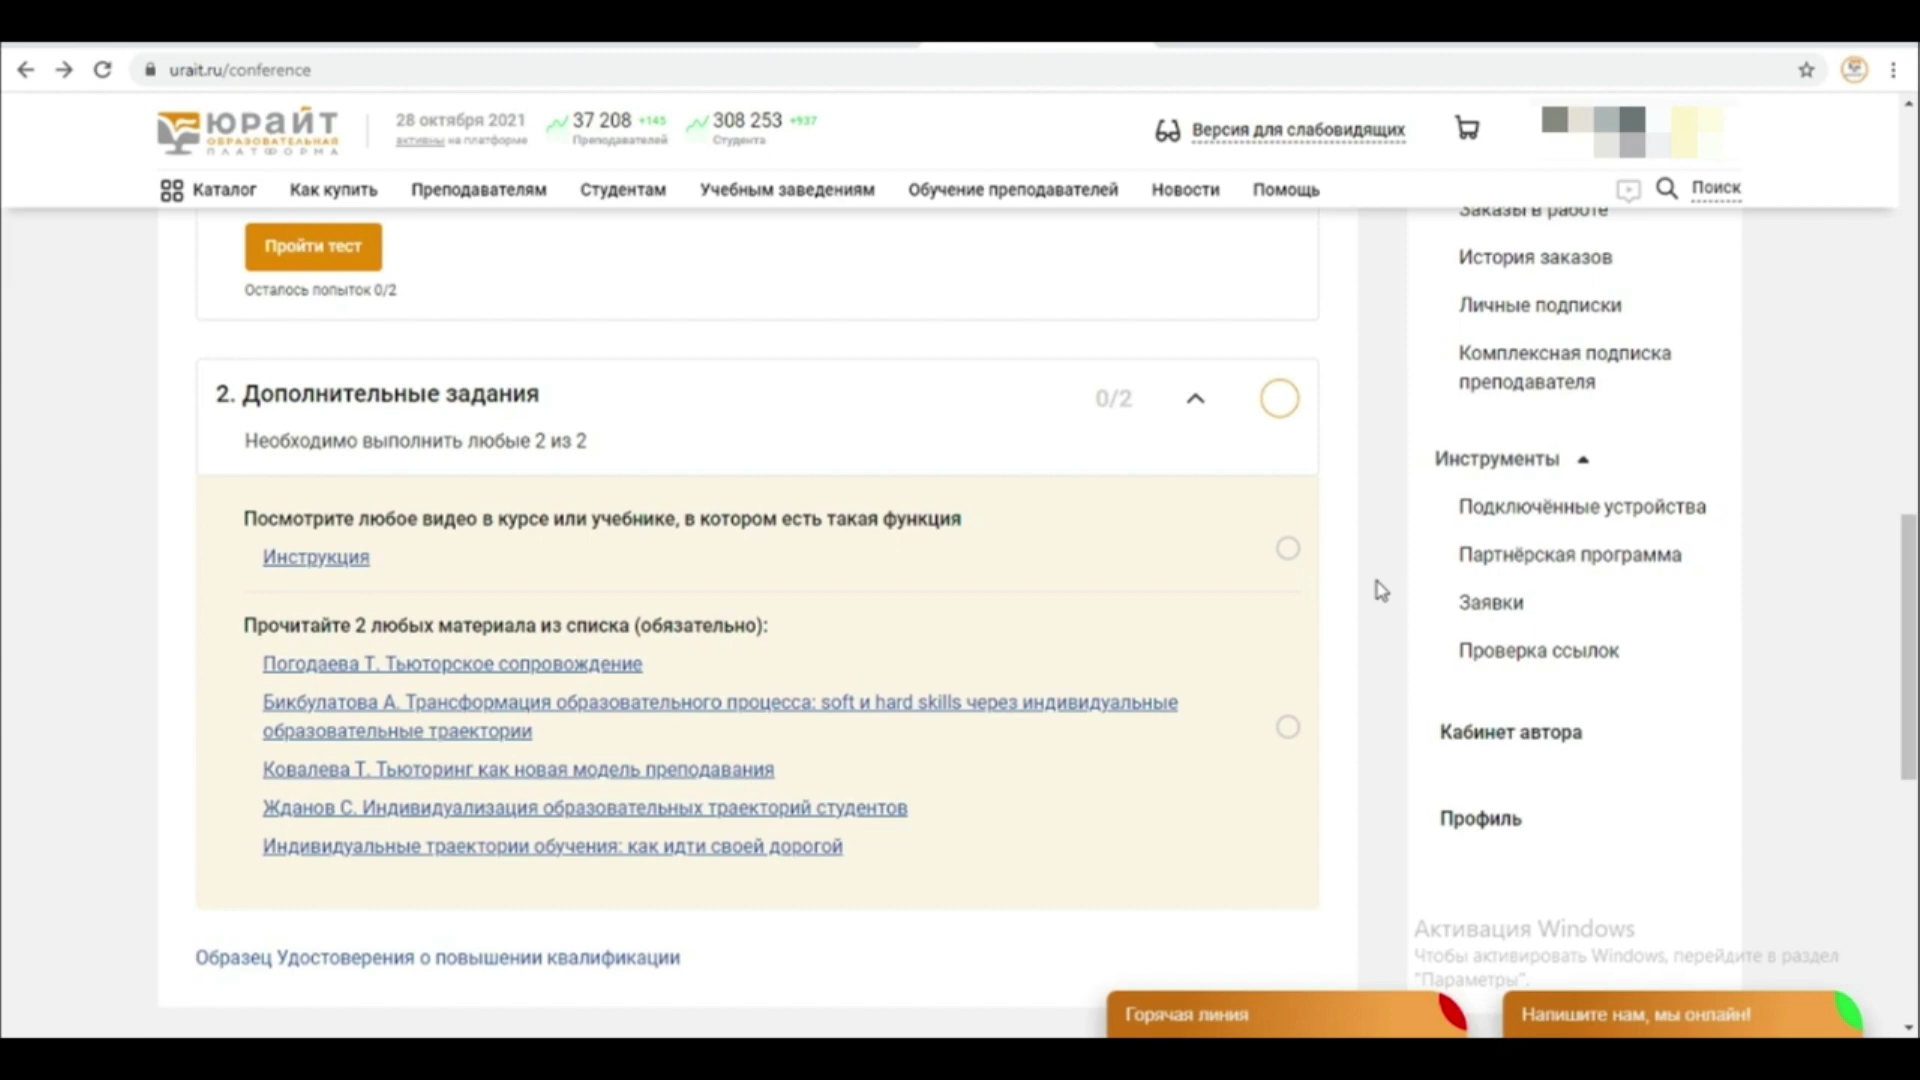 urait.ru/conference
ЮРАЙТ
ОБРАЗОВАТЕЛЬНАЯ
ПЛАТФОРМА
28 октября 2021
активны на платформе
37 208 +145
Преподавателей
308 253 +937
Студента
Версия для слабовидящих
Каталог
Как купить
Преподавателям
Студентам
Учебным заведениям
Обучение преподавателей
Новости
Помощь
Поиск
Пройти тест
Осталось попыток 0/2
2. Дополнительные задания
0/2
Необходимо выполнить любые 2 из 2
Посмотрите любое видео в курсе или учебнике, в котором есть такая функция
Инструкция
Прочитайте 2 любых материала из списка (обязательно):
Погодаева Т. Тьюторское сопровождение
Бикбулатова А. Трансформация образовательного процесса: soft и hard skills через индивидуальные
образовательные траектории
Ковалева Т. Тьюторинг как новая модель преподавания
Жданов С. Индивидуализация образовательных траекторий студентов
Индивидуальные траектории обучения: как идти своей дорогой
Образец Удостоверения о повышении квалификации
Заказы в работе
История заказов
Личные подписки
Комплексная подписка
преподавателя
Инструменты
Подключённые устройства
Партнёрская программа
Заявки
Проверка ссылок
Кабинет автора
Профиль
Активация Windows
Чтобы активировать Windows, перейдите в раздел
"Параметры".
Горячая линия
Напишите нам, мы онлайн!